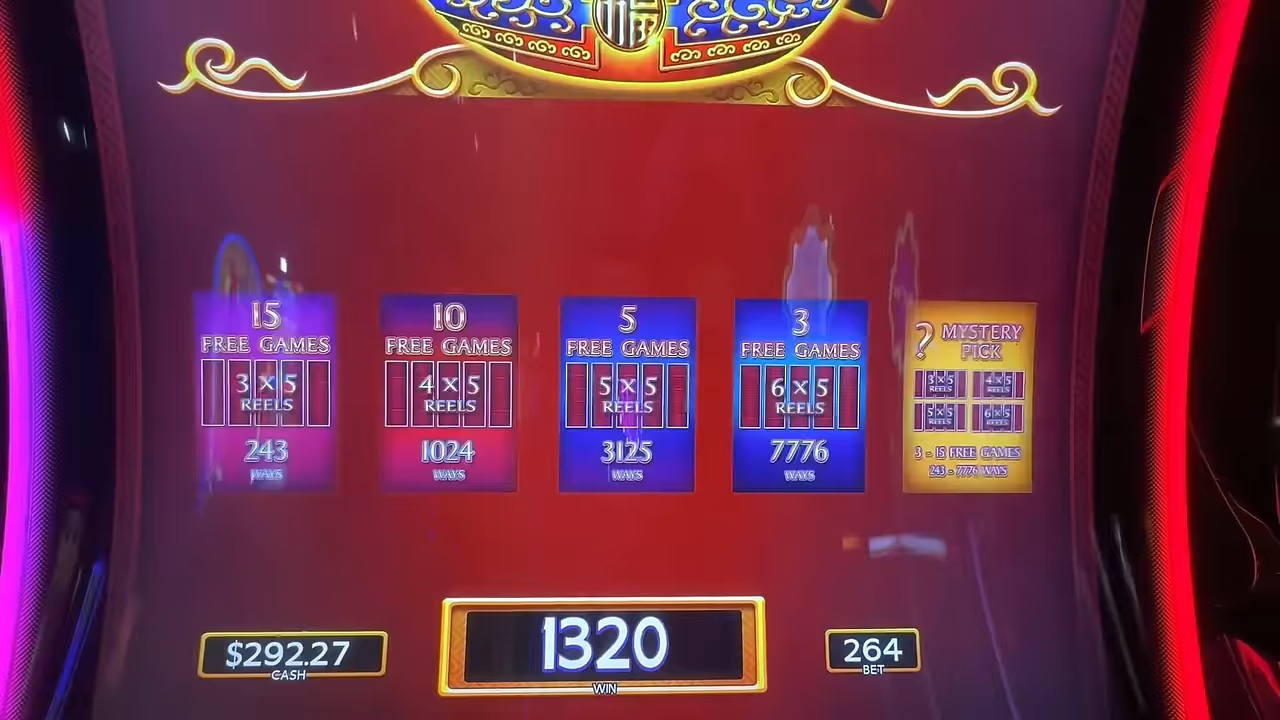 福
15
FREE GAMES
3 X 5
REELS
243
WAYS
10
FREE GAMES
4 X 5
REELS
1024
WAYS
5
FREE GAMES
5 X 5
REELS
3125
WAYS
3
FREE GAMES
6 X 5
REELS
7776
WAYS
? MYSTERY
PICK
3 X 5
REELS
4 X 5
REELS
5 X 5
REELS
6 X 5
REELS
3 - 15 FREE GAMES
243 - 7776 WAYS
$292.27
CASH
1320
WIN
264
BET